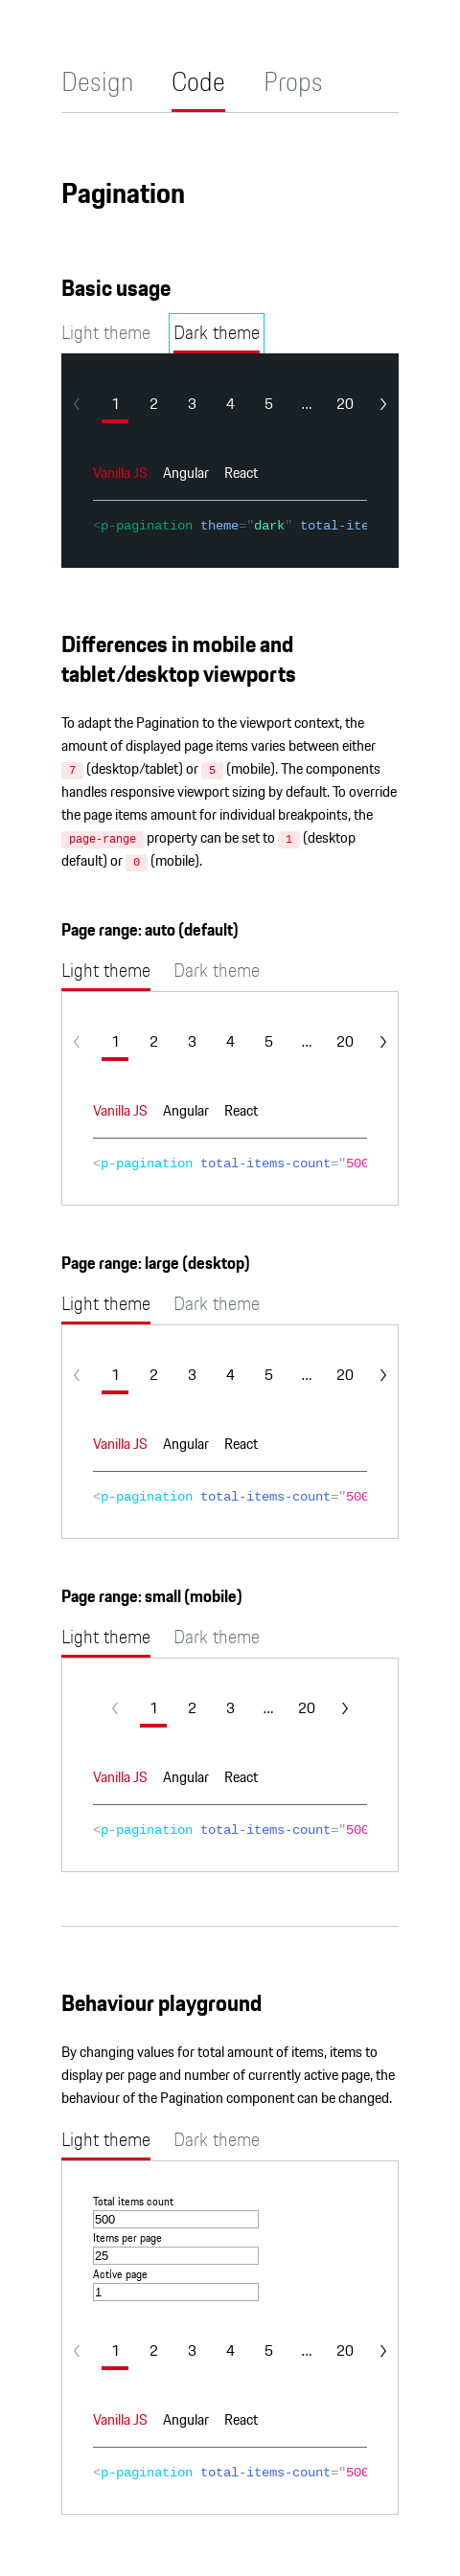 Design Code Props
Pagination
Basic usage
Light theme Dark theme
1 2 3 4 5 ... 20
Vanilla JS Angular React
<p-pagination theme="dark" total-ite
Differences in mobile and
tablet/desktop viewports
To adapt the Pagination to the viewport context, the
amount of displayed page items varies between either
7 (desktop/tablet) or 5 (mobile). The components
handles responsive viewport sizing by default. To override
the page items amount for individual breakpoints, the
page-range property can be set to 1 (desktop
default) or 0 (mobile).
Page range: auto (default)
Light theme Dark theme
1 2 3 4 5 ... 20
Vanilla JS Angular React
<p-pagination total-items-count="500
Page range: large (desktop)
Light theme Dark theme
1 2 3 4 5 ... 20
Vanilla JS Angular React
<p-pagination total-items-count="500
Page range: small (mobile)
Light theme Dark theme
1 2 3 ... 20
Vanilla JS Angular React
<p-pagination total-items-count="500
Behaviour playground
By changing values for total amount of items, items to
display per page and number of currently active page, the
behaviour of the Pagination component can be changed.
Light theme Dark theme
Total items count
500
Items per page
25
Active page
1
1 2 3 4 5 ... 20
Vanilla JS Angular React
<p-pagination total-items-count="500